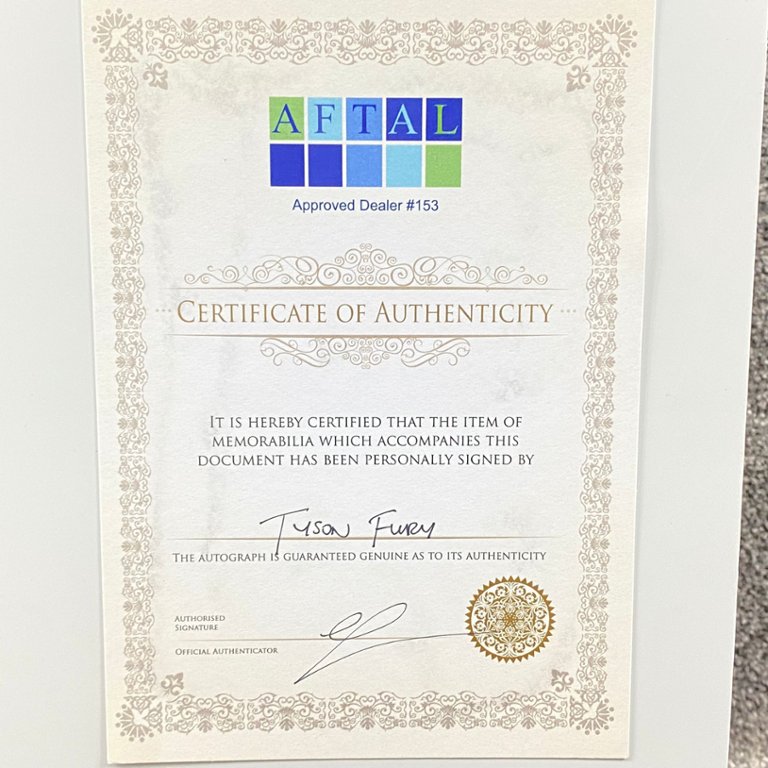 AFTAL
Approved Dealer #153
CERTIFICATE OF AUTHENTICITY
IT IS HEREBY CERTIFIED THAT THE ITEM OF
MEMORABILIA WHICH ACCOMPANIES THIS
DOCUMENT HAS BEEN PERSONALLY SIGNED BY
TYSON FURY
THE AUTOGRAPH IS GUARANTEED GENUINE AS TO ITS AUTHENTICITY
AUTHORISED
SIGNATURE
OFFICIAL AUTHENTICATOR